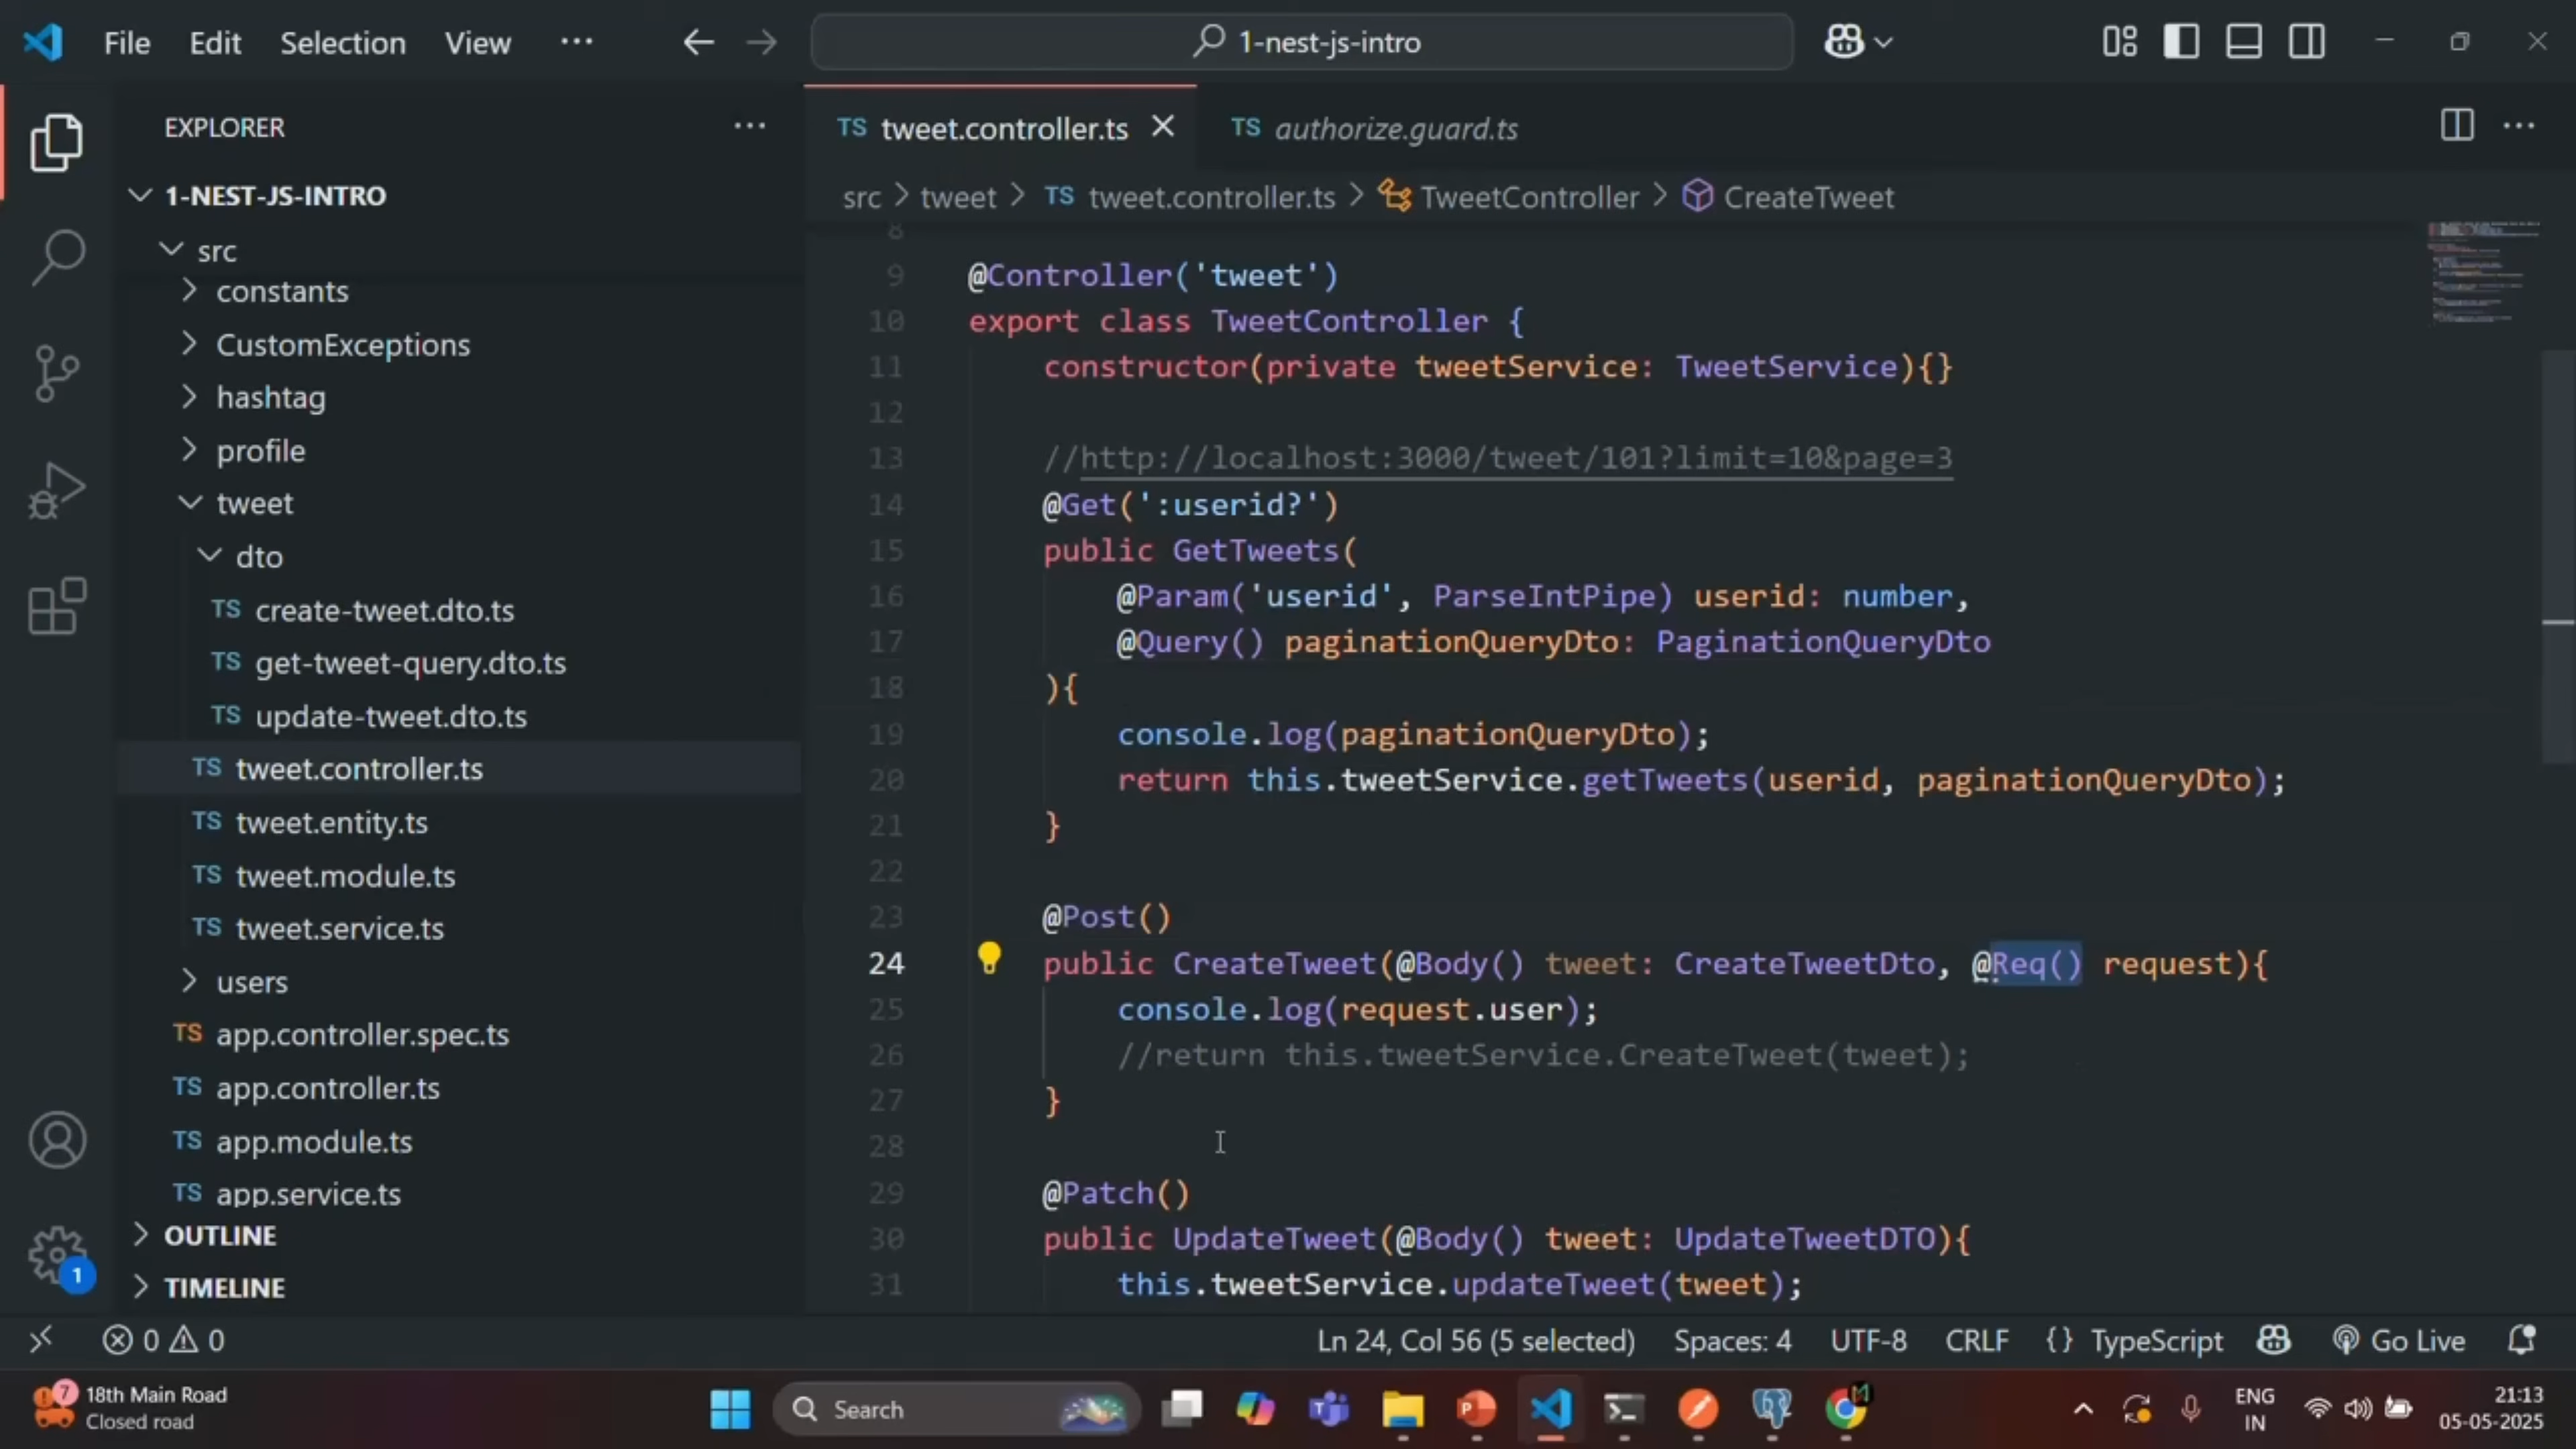 File Edit Selection View ··· 1-nest-js-intro
EXPLORER
1-NEST-JS-INTRO
src
constants
CustomExceptions
hashtag
profile
tweet
dto
TS create-tweet.dto.ts
TS get-tweet-query.dto.ts
TS update-tweet.dto.ts
TS tweet.controller.ts
TS tweet.entity.ts
TS tweet.module.ts
TS tweet.service.ts
users
TS app.controller.spec.ts
TS app.controller.ts
TS app.module.ts
TS app.service.ts
OUTLINE
TIMELINE
TS tweet.controller.ts TS authorize.guard.ts
src > tweet > TS tweet.controller.ts > TweetController > CreateTweet
8
9 @Controller('tweet')
10 export class TweetController {
11 constructor(private tweetService: TweetService){}
12
13 //http://localhost:3000/tweet/101?limit=10&page=3
14 @Get(':userid?')
15 public GetTweets(
16 @Param('userid', ParseIntPipe) userid: number,
17 @Query() paginationQueryDto: PaginationQueryDto
18 ){
19 console.log(paginationQueryDto);
20 return this.tweetService.getTweets(userid, paginationQueryDto);
21 }
22
23 @Post()
24 public CreateTweet(@Body() tweet: CreateTweetDto, @Req() request){
25 console.log(request.user);
26 //return this.tweetService.CreateTweet(tweet);
27 }
28
29 @Patch()
30 public UpdateTweet(@Body() tweet: UpdateTweetDTO){
31 this.tweetService.updateTweet(tweet);
1
0 0 Ln 24, Col 56 (5 selected) Spaces: 4 UTF-8 CRLF {} TypeScript Go Live
7 18th Main Road
Closed road
Search
P
M
ENG
IN
21:13
05-05-2025